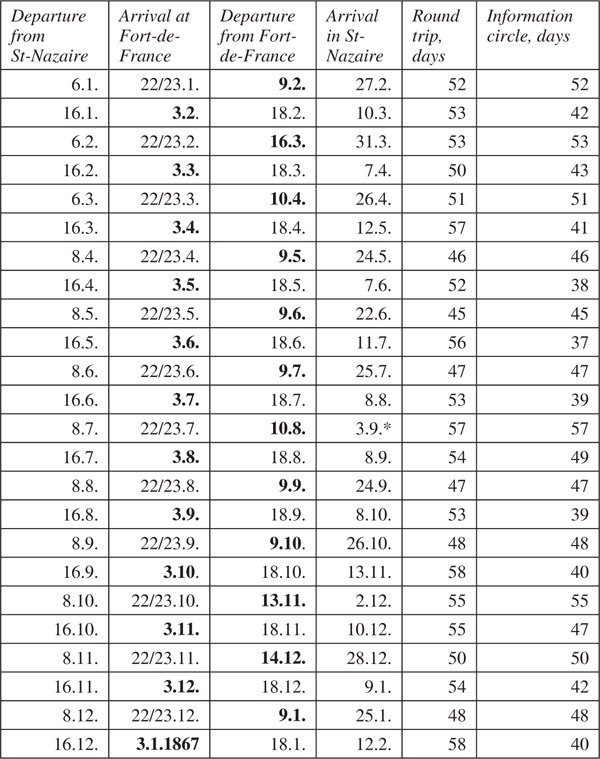 Departure from St-Nazaire | Arrival at Fort-de-France | Departure from Fort-de-France | Arrival in St-Nazaire | Round trip, days | Information circle, days
6.1. | 22/23.1. | 9.2. | 27.2. | 52 | 52
16.1. | 3.2. | 18.2. | 10.3. | 53 | 42
6.2. | 22/23.2. | 16.3. | 31.3. | 53 | 53
16.2. | 3.3. | 18.3. | 7.4. | 50 | 43
6.3. | 22/23.3. | 10.4. | 26.4. | 51 | 51
16.3. | 3.4. | 18.4. | 12.5. | 57 | 41
8.4. | 22/23.4. | 9.5. | 24.5. | 46 | 46
16.4. | 3.5. | 18.5. | 7.6. | 52 | 38
8.5. | 22/23.5. | 9.6. | 22.6. | 45 | 45
16.5. | 3.6. | 18.6. | 11.7. | 56 | 37
8.6. | 22/23.6. | 9.7. | 25.7. | 47 | 47
16.6. | 3.7. | 18.7. | 8.8. | 53 | 39
8.7. | 22/23.7. | 10.8. | 3.9.* | 57 | 57
16.7. | 3.8. | 18.8. | 8.9. | 54 | 49
8.8. | 22/23.8. | 9.9. | 24.9. | 47 | 47
16.8. | 3.9. | 18.9. | 8.10. | 53 | 39
8.9. | 22/23.9. | 9.10. | 26.10. | 48 | 48
16.9. | 3.10. | 18.10. | 13.11. | 58 | 40
8.10. | 22/23.10. | 13.11. | 2.12. | 55 | 55
16.10. | 3.11. | 18.11. | 10.12. | 55 | 47
8.11. | 22/23.11. | 14.12. | 28.12. | 50 | 50
16.11. | 3.12. | 18.12. | 9.1. | 54 | 42
8.12. | 22/23.12. | 9.1. | 25.1. | 48 | 48
16.12. | 3.1.1867 | 18.1. | 12.2. | 58 | 40